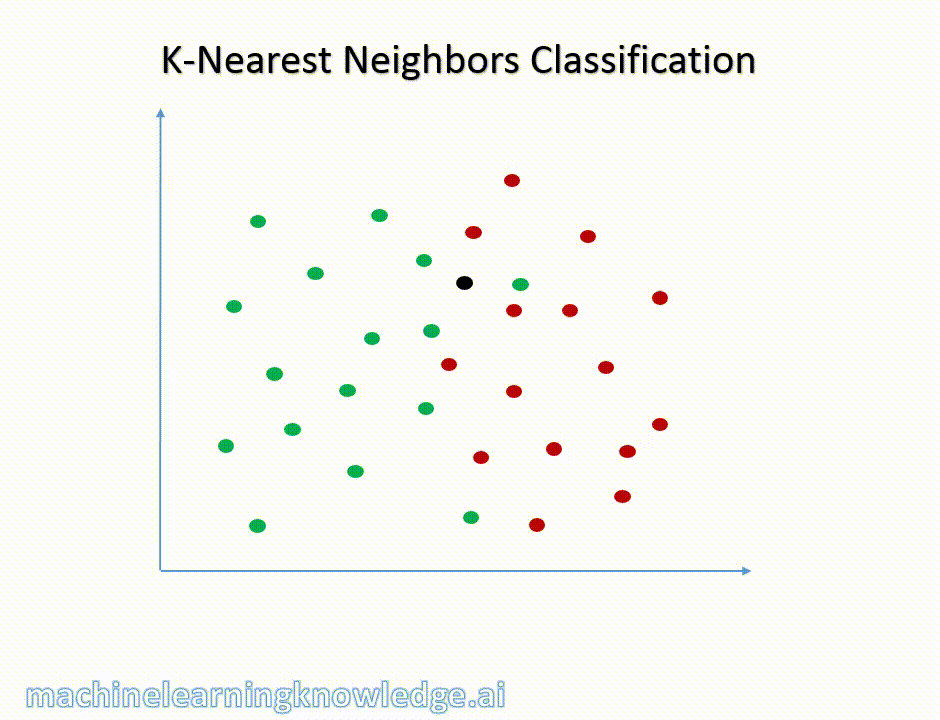 K-Nearest Neighbors Classification
machinelearningknowledge.ai